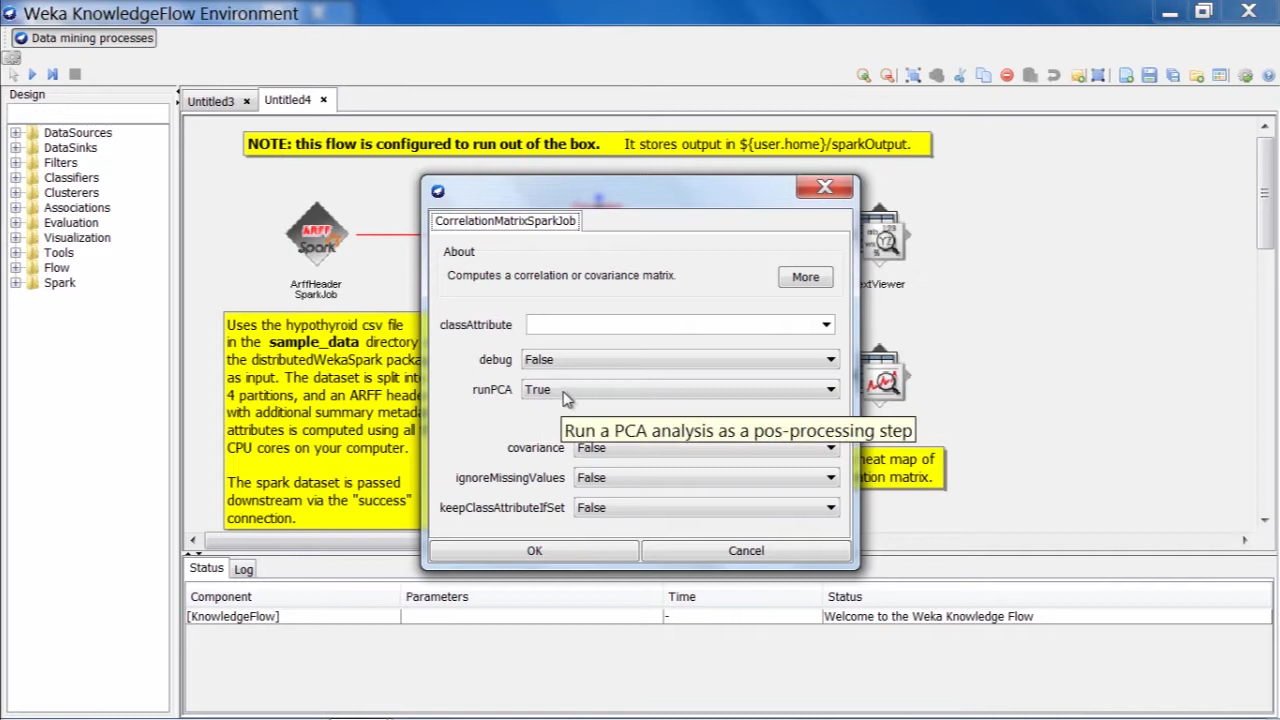 Weka KnowledgeFlow Environment
Data mining processes
Design
Untitled3
Untitled4
DataSources
DataSinks
Filters
Classifiers
Clusterers
Associations
Evaluation
Visualization
Tools
Flow
Spark
NOTE: this flow is configured to run out of the box. It stores output in ${user.home}/sparkOutput.
ARFF
Spark
ArffHeader
SparkJob
Uses the hypothyroid csv file
in the sample_data directory
the distributedWekaSpark packa
as input. The dataset is split into
4 partitions, and an ARFF heade
with additional summary metada
attributes is computed using all
CPU cores on your computer.
The spark dataset is passed
downstream via the "success"
connection.
CorrelationMatrixSparkJob
About
Computes a correlation or covariance matrix.
More
classAttribute
debug False
runPCA True
Run a PCA analysis as a pos-processing step
covariance False
ignoreMissingValues False
keepClassAttributeIfSet False
OK
Cancel
extViewer
heat map of
ion matrix.
Status
Log
Component Parameters Time Status
[KnowledgeFlow] - Welcome to the Weka Knowledge Flow